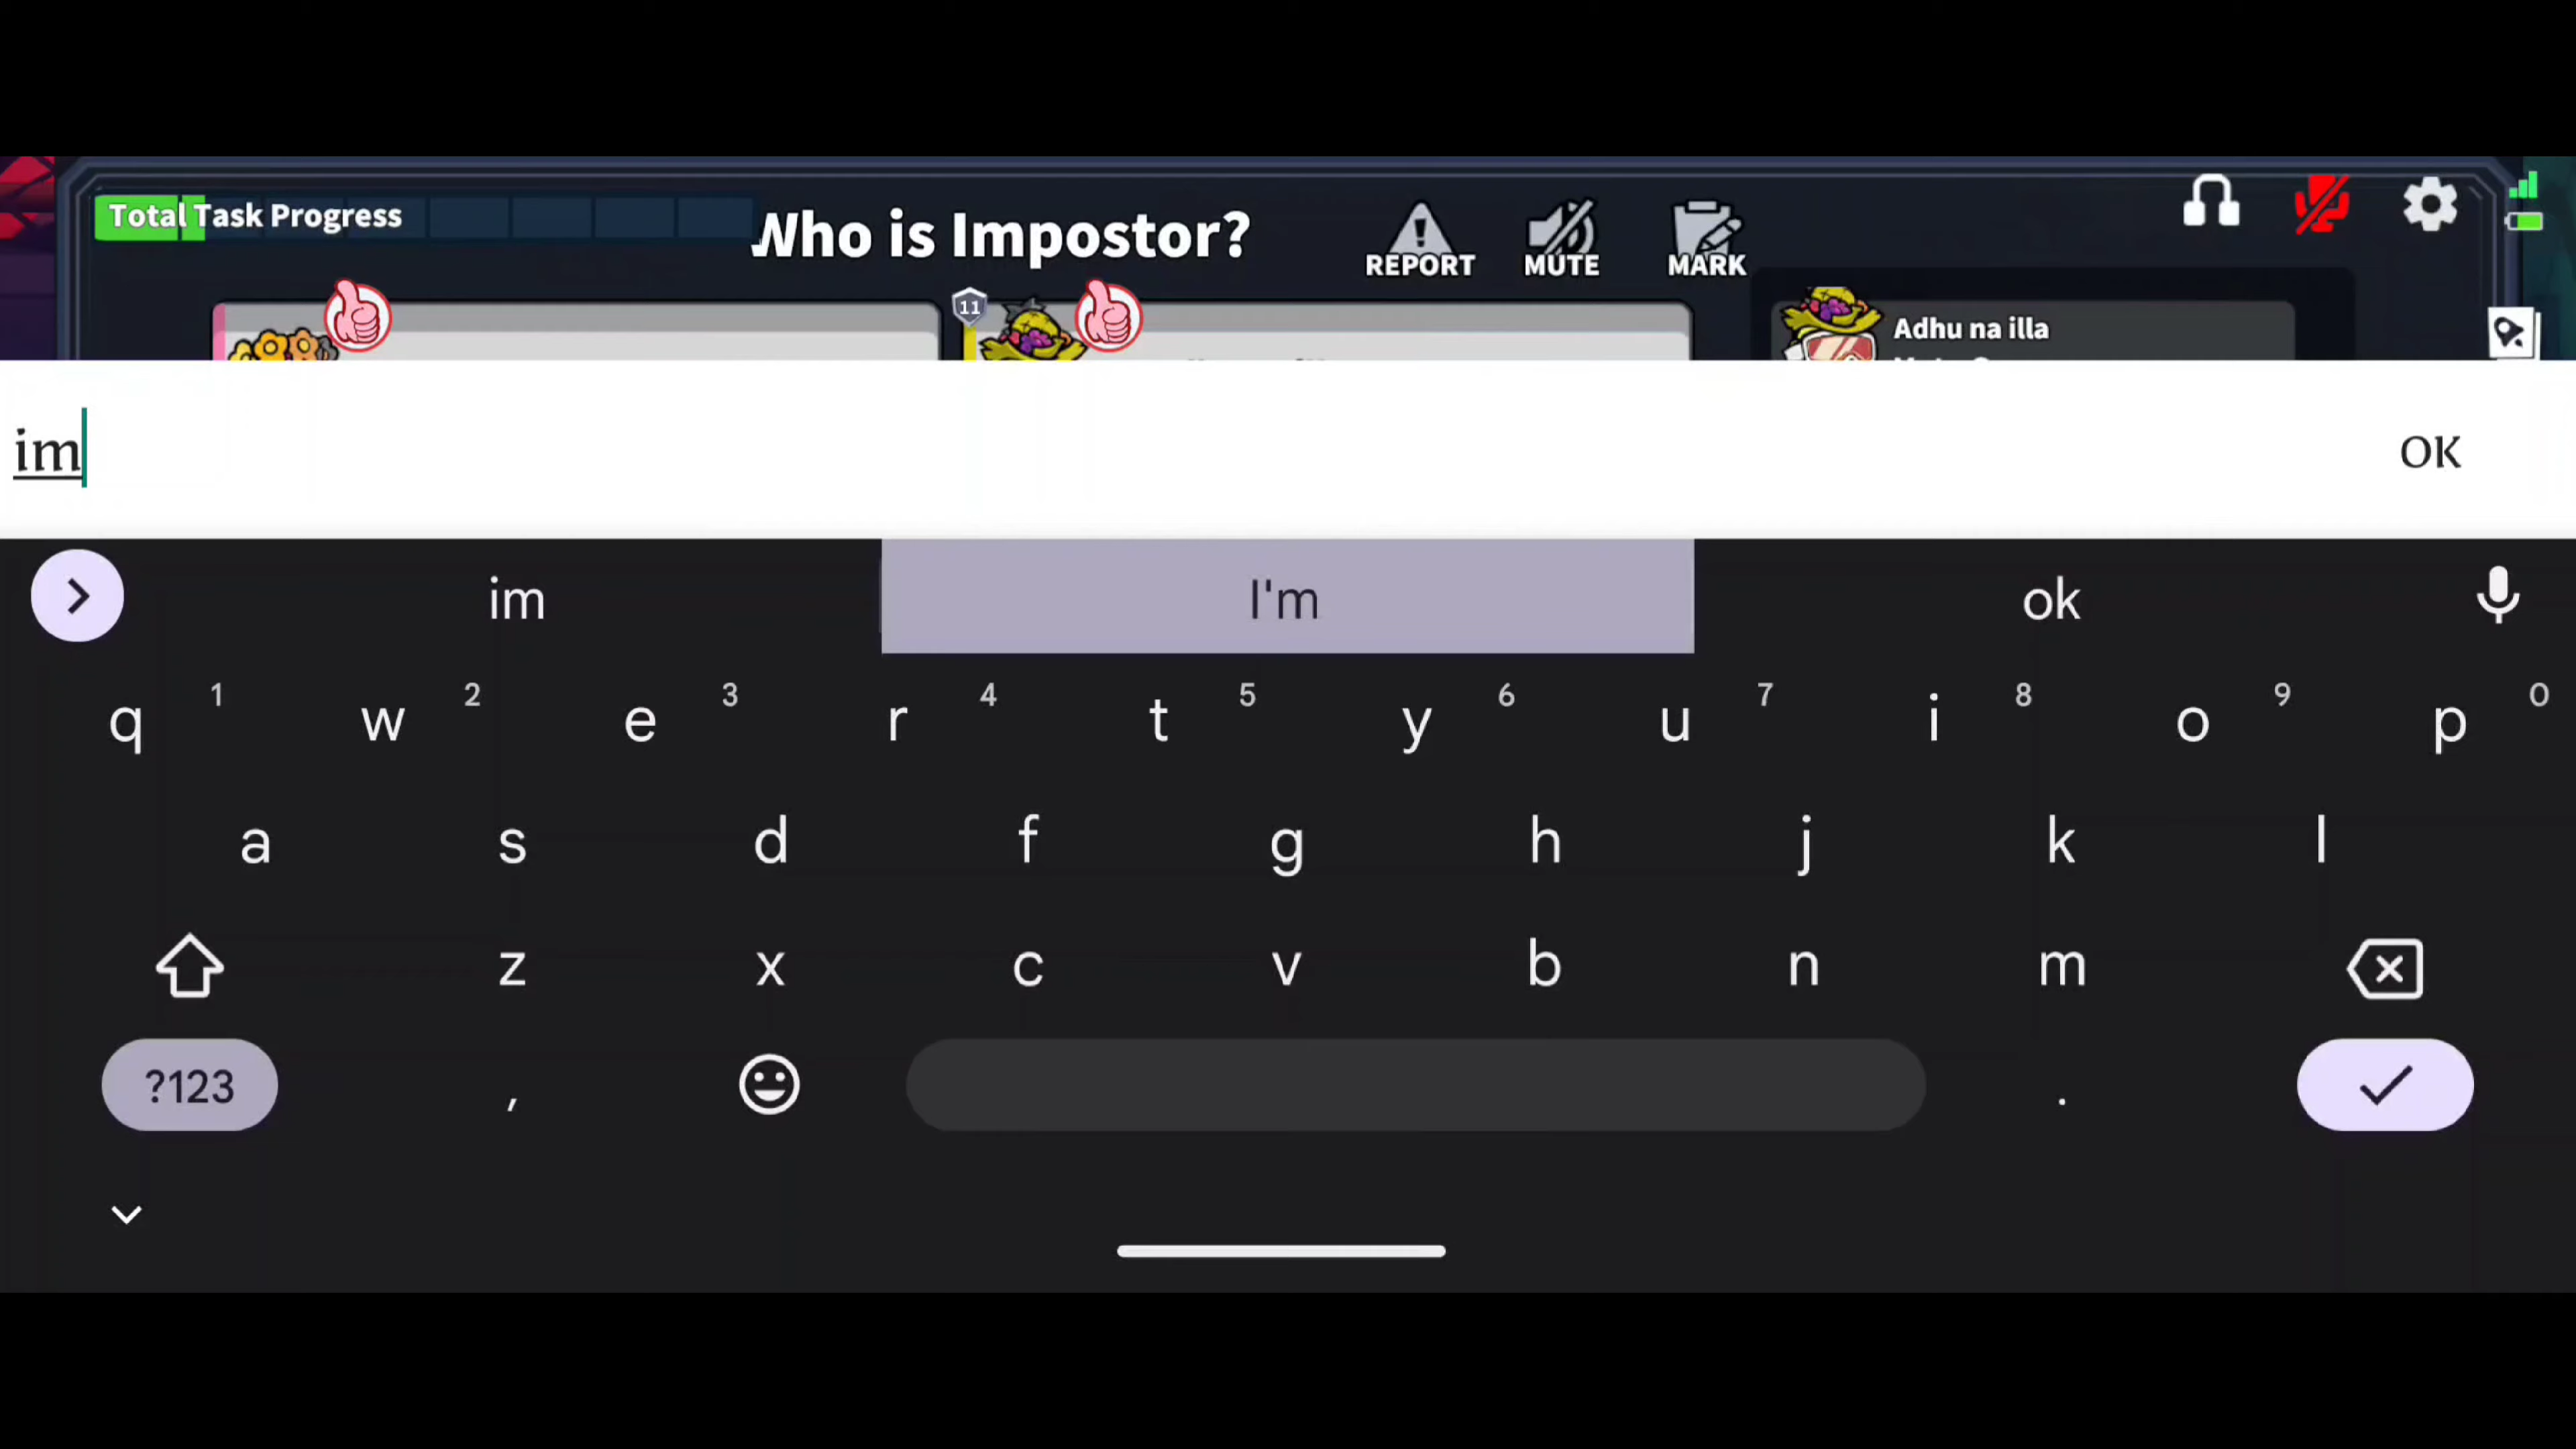 Total Task Progress
Who is Impostor?
REPORT
MUTE
MARK
11
Adhu na illa
im
OK
im
I'm
ok
q 1 w 2 e 3 r 4 t 5 y 6 u 7 i 8 o 9 p 0
a s d f g h j k l
z x c v b n m
?123 , .